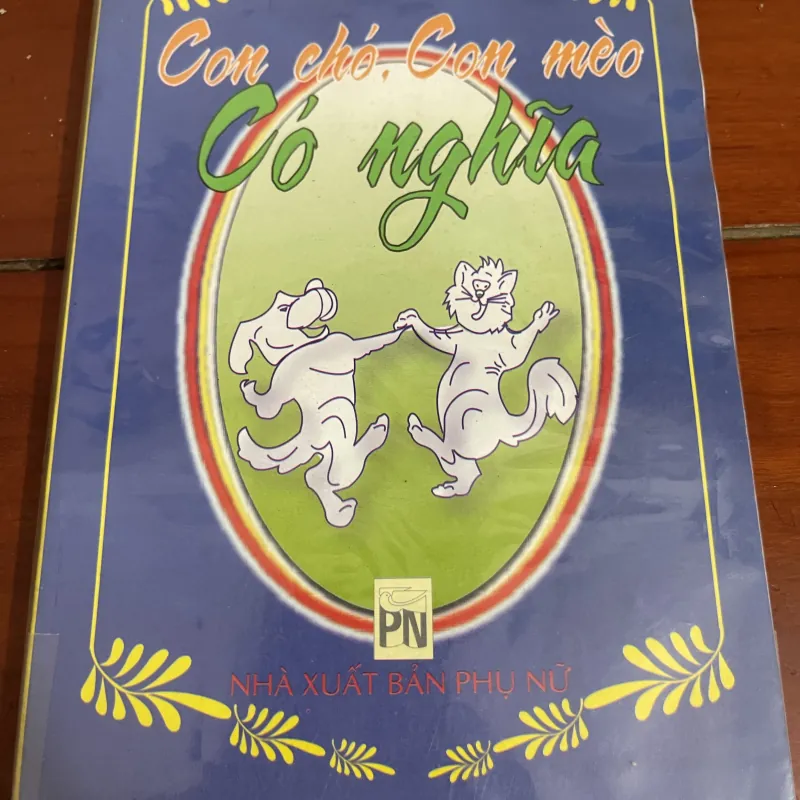 Con chó, Con mèo
Có nghĩa
PN
NHÀ XUẤT BẢN PHỤ NỮ